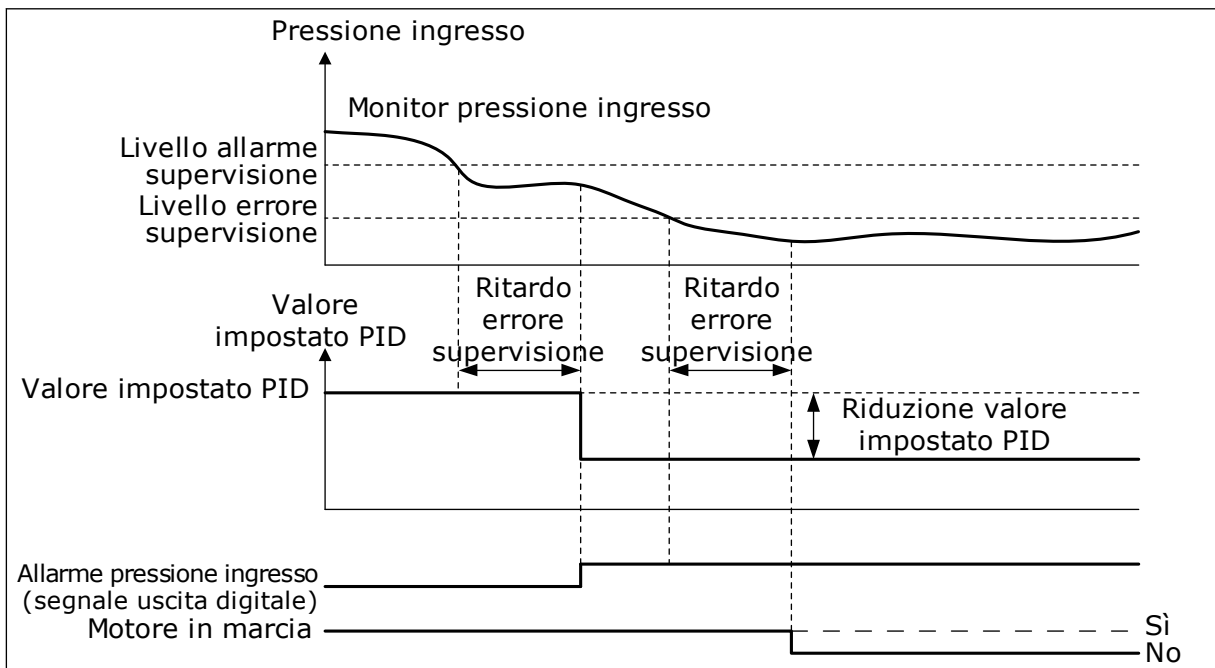 Pressione ingresso
Monitor pressione ingresso
Livello allarme
supervisione
Livello errore
supervisione
Valore
impostato PID
Ritardo
errore
supervisione
Ritardo
errore
supervisione
Valore impostato PID
Riduzione valore
impostato PID
Allarme pressione ingresso
(segnale uscita digitale)
Motore in marcia
Sì
No